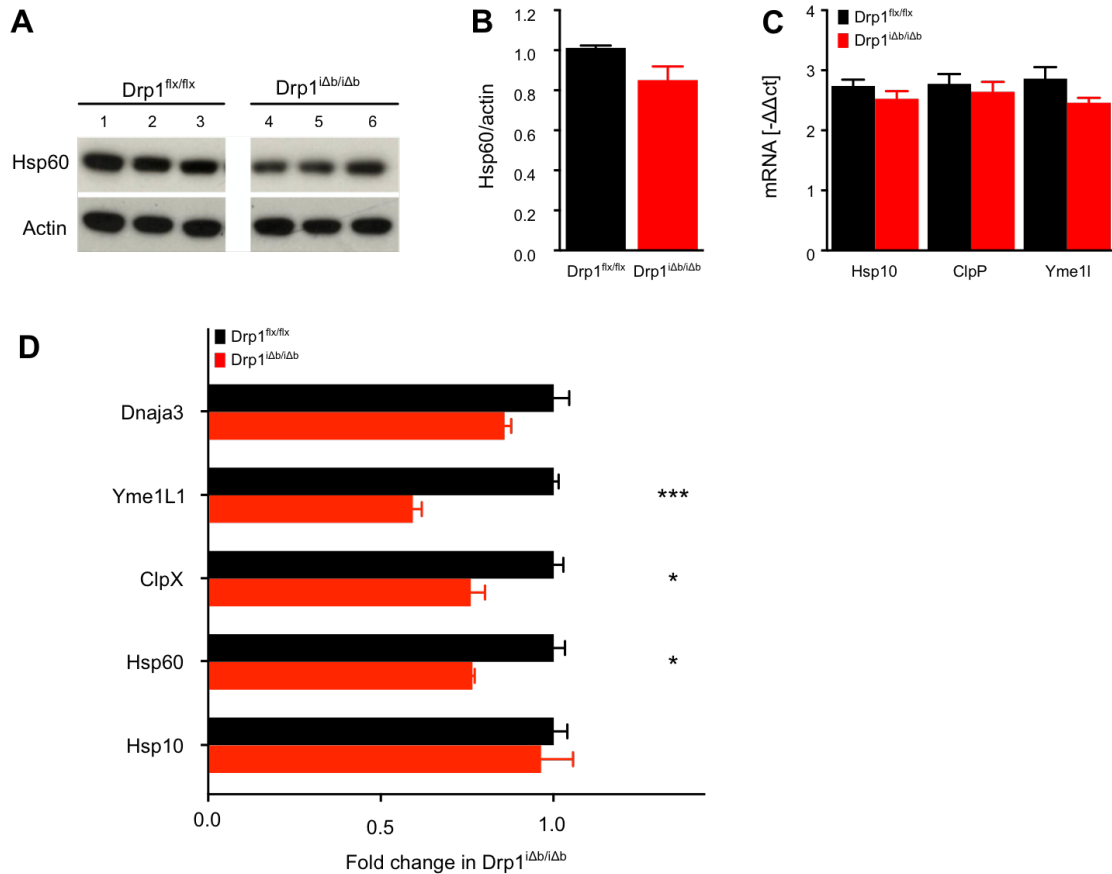 A
Drp1flx/flx
Drp1iΔb/iΔb
1 2 3
4 5 6
Hsp60
Actin
B
Hsp60/actin
1.2
1.0
0.8
0.6
0.4
0.2
0.0
Drp1flx/flx
Drp1iΔb/iΔb
C
Drp1flx/flx
Drp1iΔb/iΔb
mRNA [-ΔΔct]
4
3
2
1
0
Hsp10
ClpP
Yme1l
D
Drp1flx/flx
Drp1iΔb/iΔb
Dnaja3
Yme1L1
***
ClpX
*
Hsp60
*
Hsp10
0.0
0.5
1.0
Fold change in Drp1iΔb/iΔb